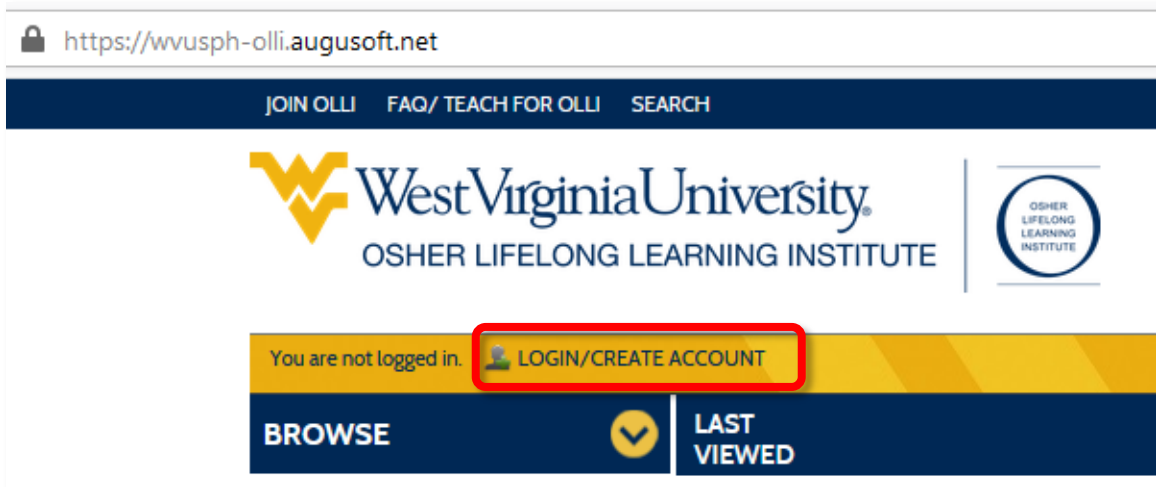 https://wvusph-olli.augusoft.net
JOIN OLLI FAQ/ TEACH FOR OLLI SEARCH
WestVirginiaUniversity®
OSHER LIFELONG LEARNING INSTITUTE
OSHER
LIFELONG
LEARNING
INSTITUTE
You are not logged in. LOGIN/CREATE ACCOUNT
BROWSE
LAST
VIEWED